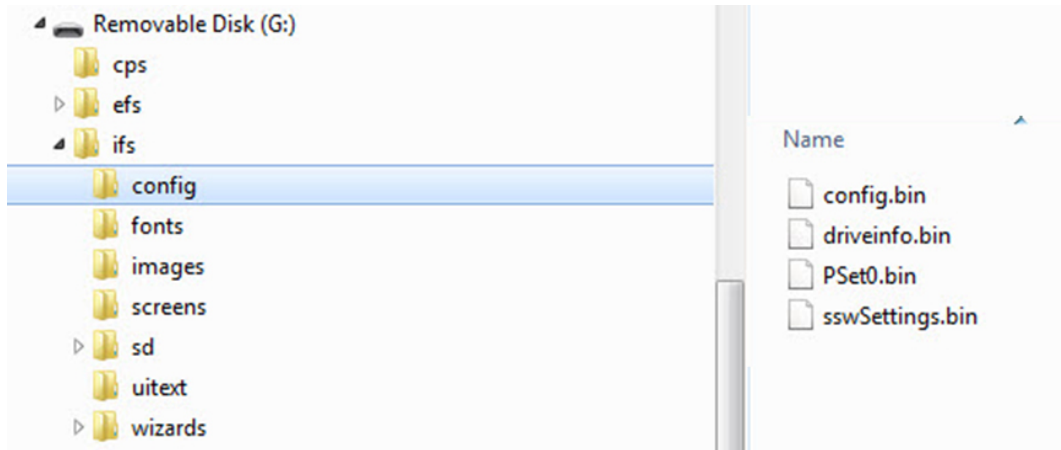 Removable Disk (G:)
cps
efs
ifs
config
fonts
images
screens
sd
uitext
wizards
Name
config.bin
driveinfo.bin
PSet0.bin
sswSettings.bin